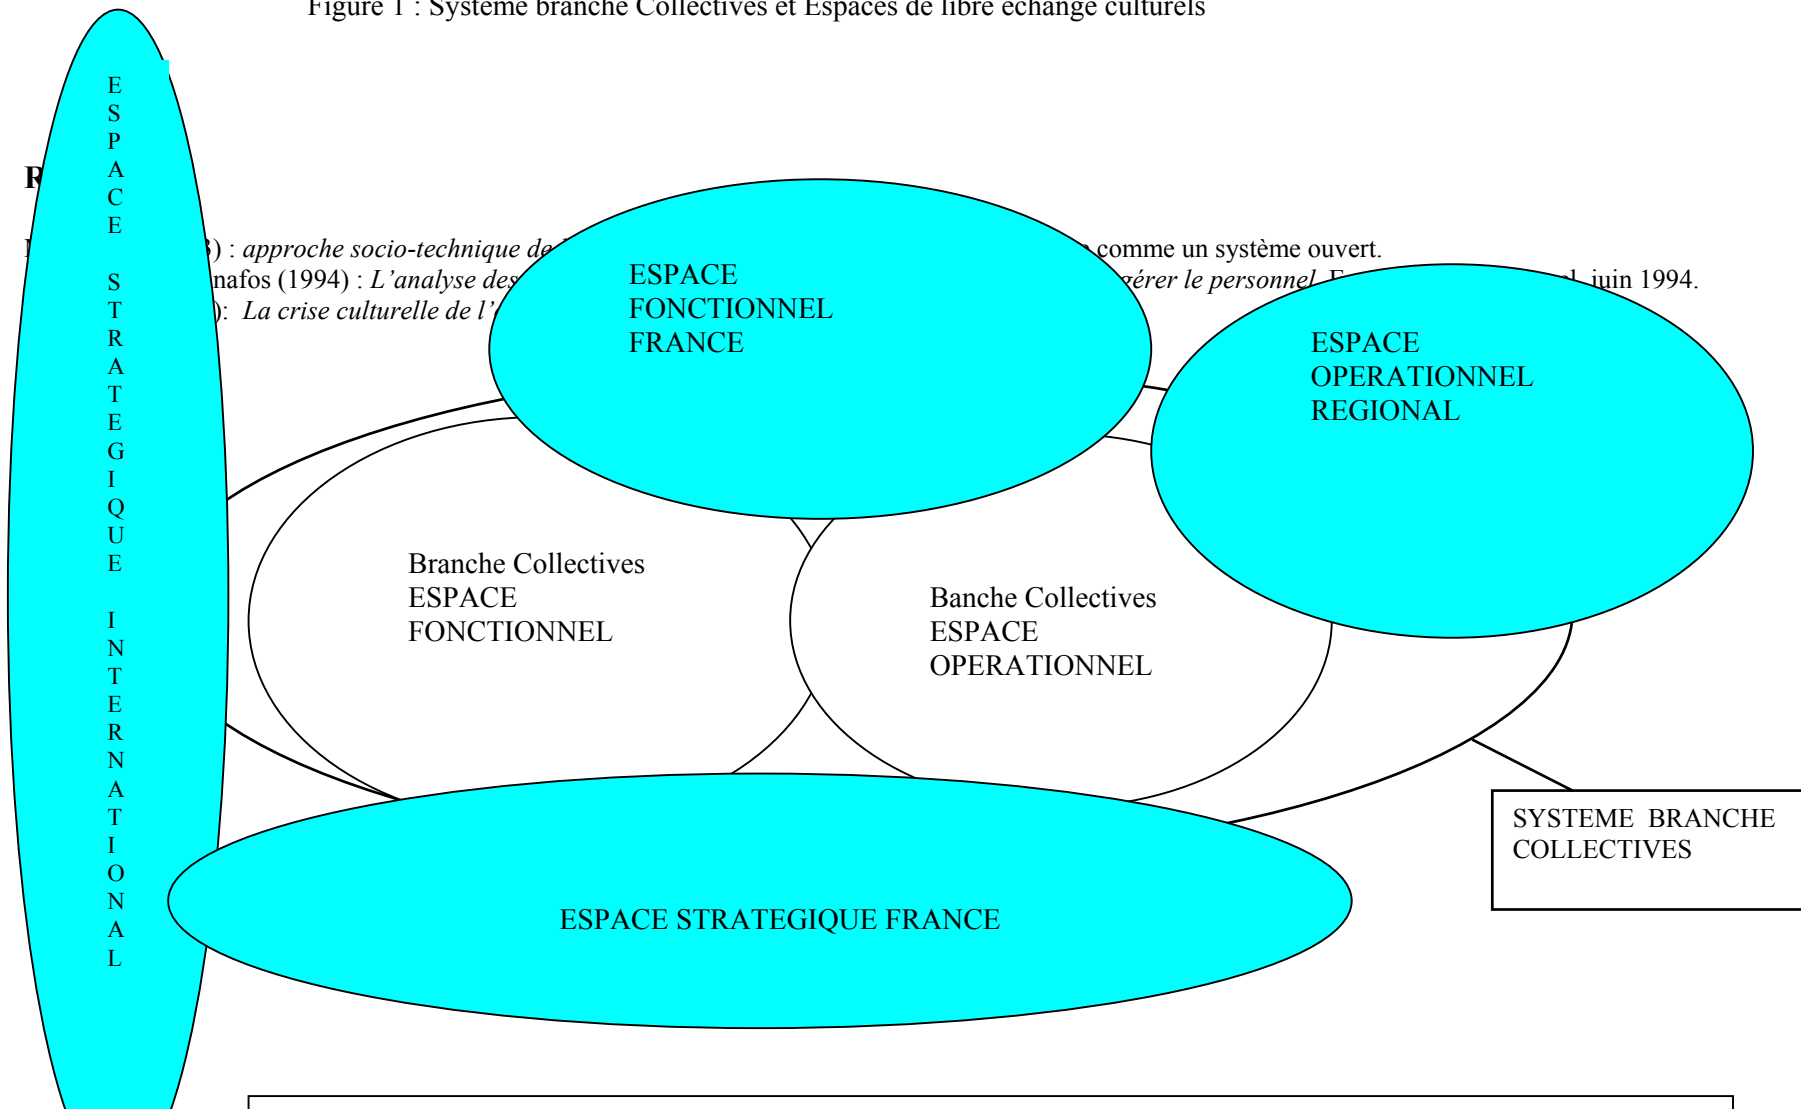 Figure 1 : Système branche Collectives et Espaces de libre échange culturels
ESPACE STRATEGIQUE INTERNATIONAL
R
) : approche socio-technique de comme un système ouvert.
nafos (1994) : L'analyse des gérer le personnel juin 1994.
): La crise culturelle de l'
ESPACE
FONCTIONNEL
FRANCE
ESPACE
OPERATIONNEL
REGIONAL
Branche Collectives
ESPACE
FONCTIONNEL
Banche Collectives
ESPACE
OPERATIONNEL
SYSTEME BRANCHE
COLLECTIVES
ESPACE STRATEGIQUE FRANCE